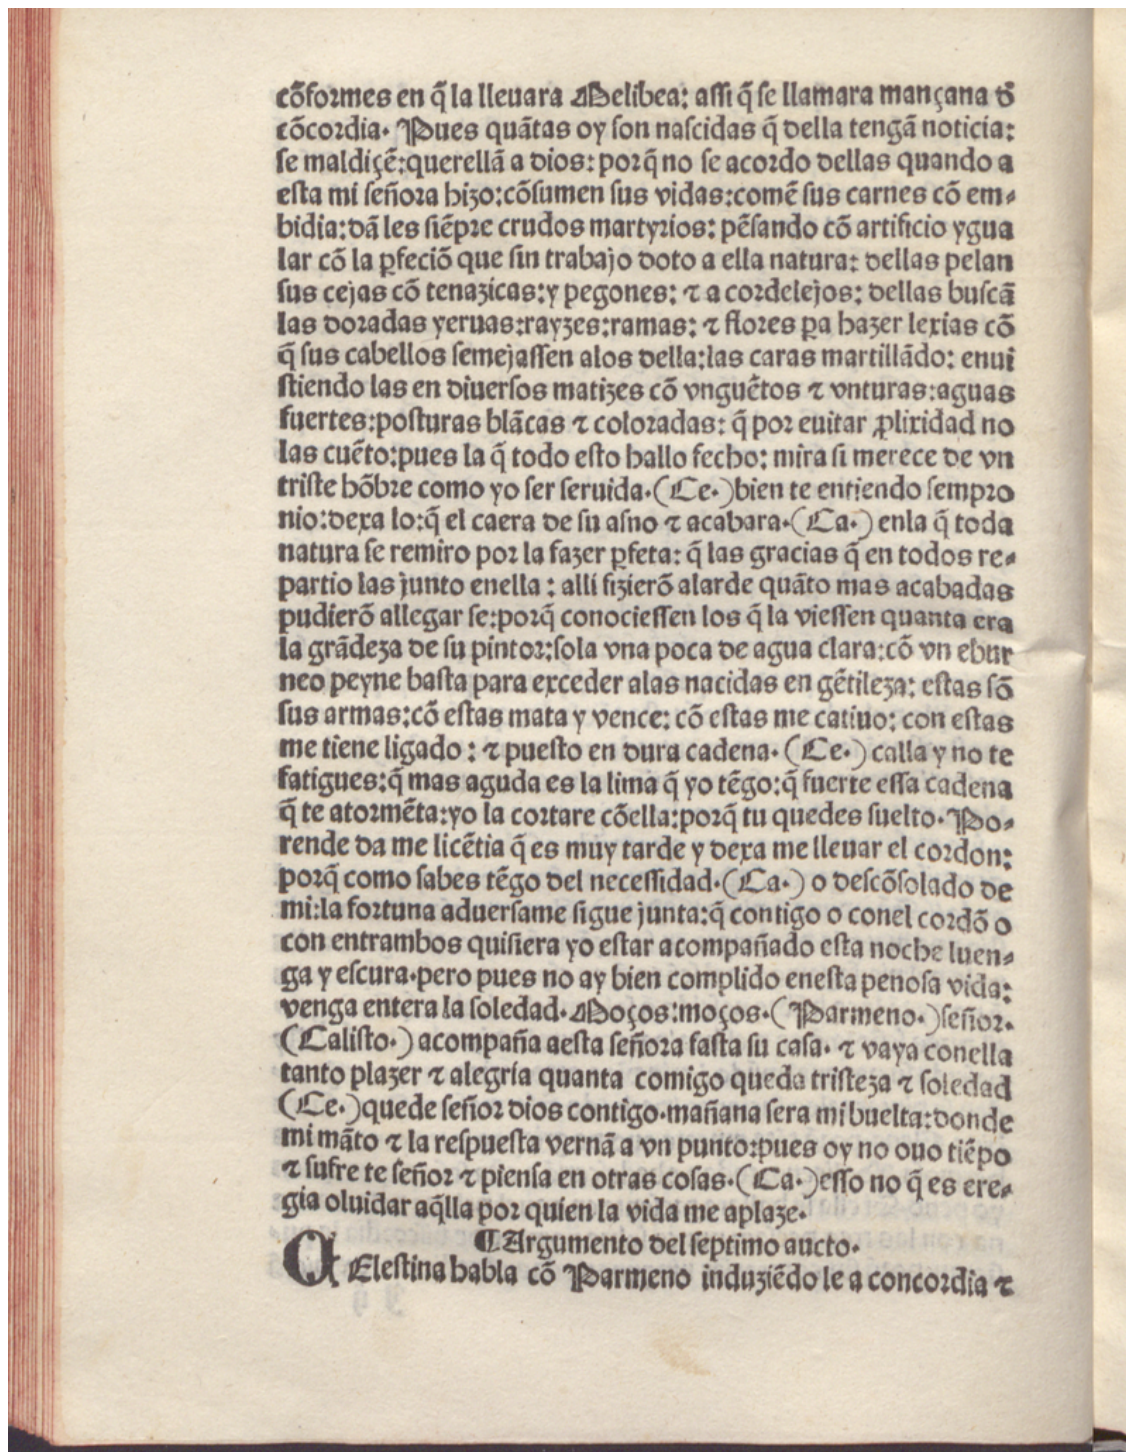 cõformes en q̃ la lleuara Melibea: assi q̃ se llamara mançana d̓
cõcordia. Pues quãtas oy son nascidas q̃ della tengã noticia:
se maldiçẽ:querellã a dios: porq̃ no se acordo dellas quando a
esta mi señora hizo:cõsumen sus vidas:comẽ sus carnes cõ em-
bidia:dã les siẽpre crudos martyrios: pẽsando cõ artificio ygua
lar cõ la ꝑfeciõ que sin trabajo doto a ella natura: dellas pelan
sus cejas cõ tenazicas:y pegones: ⁊ a cordelejos: dellas buscã
las doradas yeruas:rayzes:ramas: ⁊ flores ꝑa hazer lexias cõ
q̃ sus cabellos semejassen alos della:las caras martillãdo: enui
stiendo las en diuersos matizes cõ vnguẽtos ⁊ vnturas:aguas
fuertes:posturas blãcas ⁊ coloradas: q̃ por euitar ꝓlixidad no
las cuẽto:pues la q̃ todo esto hallo fecho: mira si merece de vn
triste hõbre como yo ser seruida.(Ce.)bien te entiendo sempro
nio:dexa lo:q̃ el caera de su asno ⁊ acabara.(Ca.) enla q̃ toda
natura se remiro por la fazer ꝑfeta: q̃ las gracias q̃ en todos re-
partio las junto enella : alli fizierõ alarde quãto mas acabadas
pudierõ allegar se:porq̃ conociessen los q̃ la viessen quanta era
la grãdeza de su pintor:sola vna poca de agua clara:cõ vn ebur
neo peyne basta para exceder alas nacidas en gẽtileza: estas sõ
sus armas:cõ estas mata y vence: cõ estas me catiuo: con estas
me tiene ligado : ⁊ puesto en dura cadena. (Ce.) calla y no te
fatigues:q̃ mas aguda es la lima q̃ yo tẽgo:q̃ fuerte essa cadena
q̃ te atormẽta:yo la cortare cõella:porq̃ tu quedes suelto. Po-
rende da me licẽtia q̃ es muy tarde y dexa me lleuar el cordon:
porq̃ como sabes tẽgo del necessidad.(Ca.) o descõsolado de
mi:la fortuna aduersame sigue junta:q̃ contigo o conel cordõ o
con entrambos quisiera yo estar acompañado esta noche luen-
ga y escura.pero pues no ay bien complido enesta penosa vida:
venga entera la soledad. Moços:moços.(Parmeno.)señor.
(Calisto.) acompaña aesta señora fasta su casa. ⁊ vaya conella
tanto plazer ⁊ alegria quanta comigo queda tristeza ⁊ soledad
(Ce.)quede señor dios contigo.mañana sera mi buelta:donde
mi mãto ⁊ la respuesta vernã a vn punto:pues oy no ouo tiẽpo
⁊ sufre te señor ⁊ piensa en otras cosas.(Ca.)esso no q̃ es ere-
gia oluidar aq̃lla por quien la vida me aplaze.
¶Argumento del septimo aucto.
CElestina habla cõ Parmeno induziẽdo le a concordia ⁊